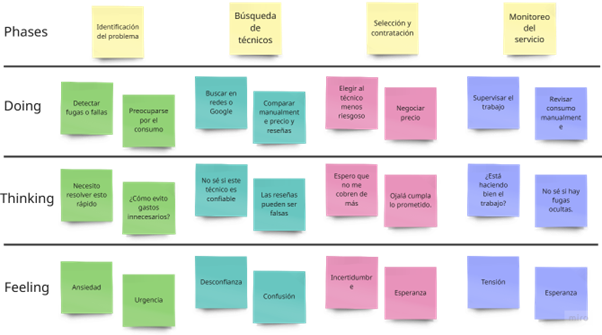 Phases
Identificación
del problema
Búsqueda
de
técnicos
Selección y
contratación
Monitoreo
del
servicio
Doing
Detectar
fugas o fallas
Preocuparse
por el
consumo
Buscar en
redes o
Google
Comparar
manualment
e precio y
reseñas
Elegir al
técnico
menos
riesgoso
Negociar
precio
Supervisar el
trabajo
Revisar
consumo
manualment
e
Thinking
Necesito
resolver esto
rápido
¿Cómo evito
gastos
innecesarios?
No sé si este
técnico es
confiable
Las reseñas
pueden ser
falsas
Espero que
no me
cobren de
más
Ojalá cumpla
lo prometido.
¿Está
haciendo
bien el
trabajo?
No sé si hay
fugas
ocultas.
Feeling
Ansiedad
Urgencia
Desconfianza
Confusión
Incertidumbr
e
Esperanza
Tensión
Esperanza
miro